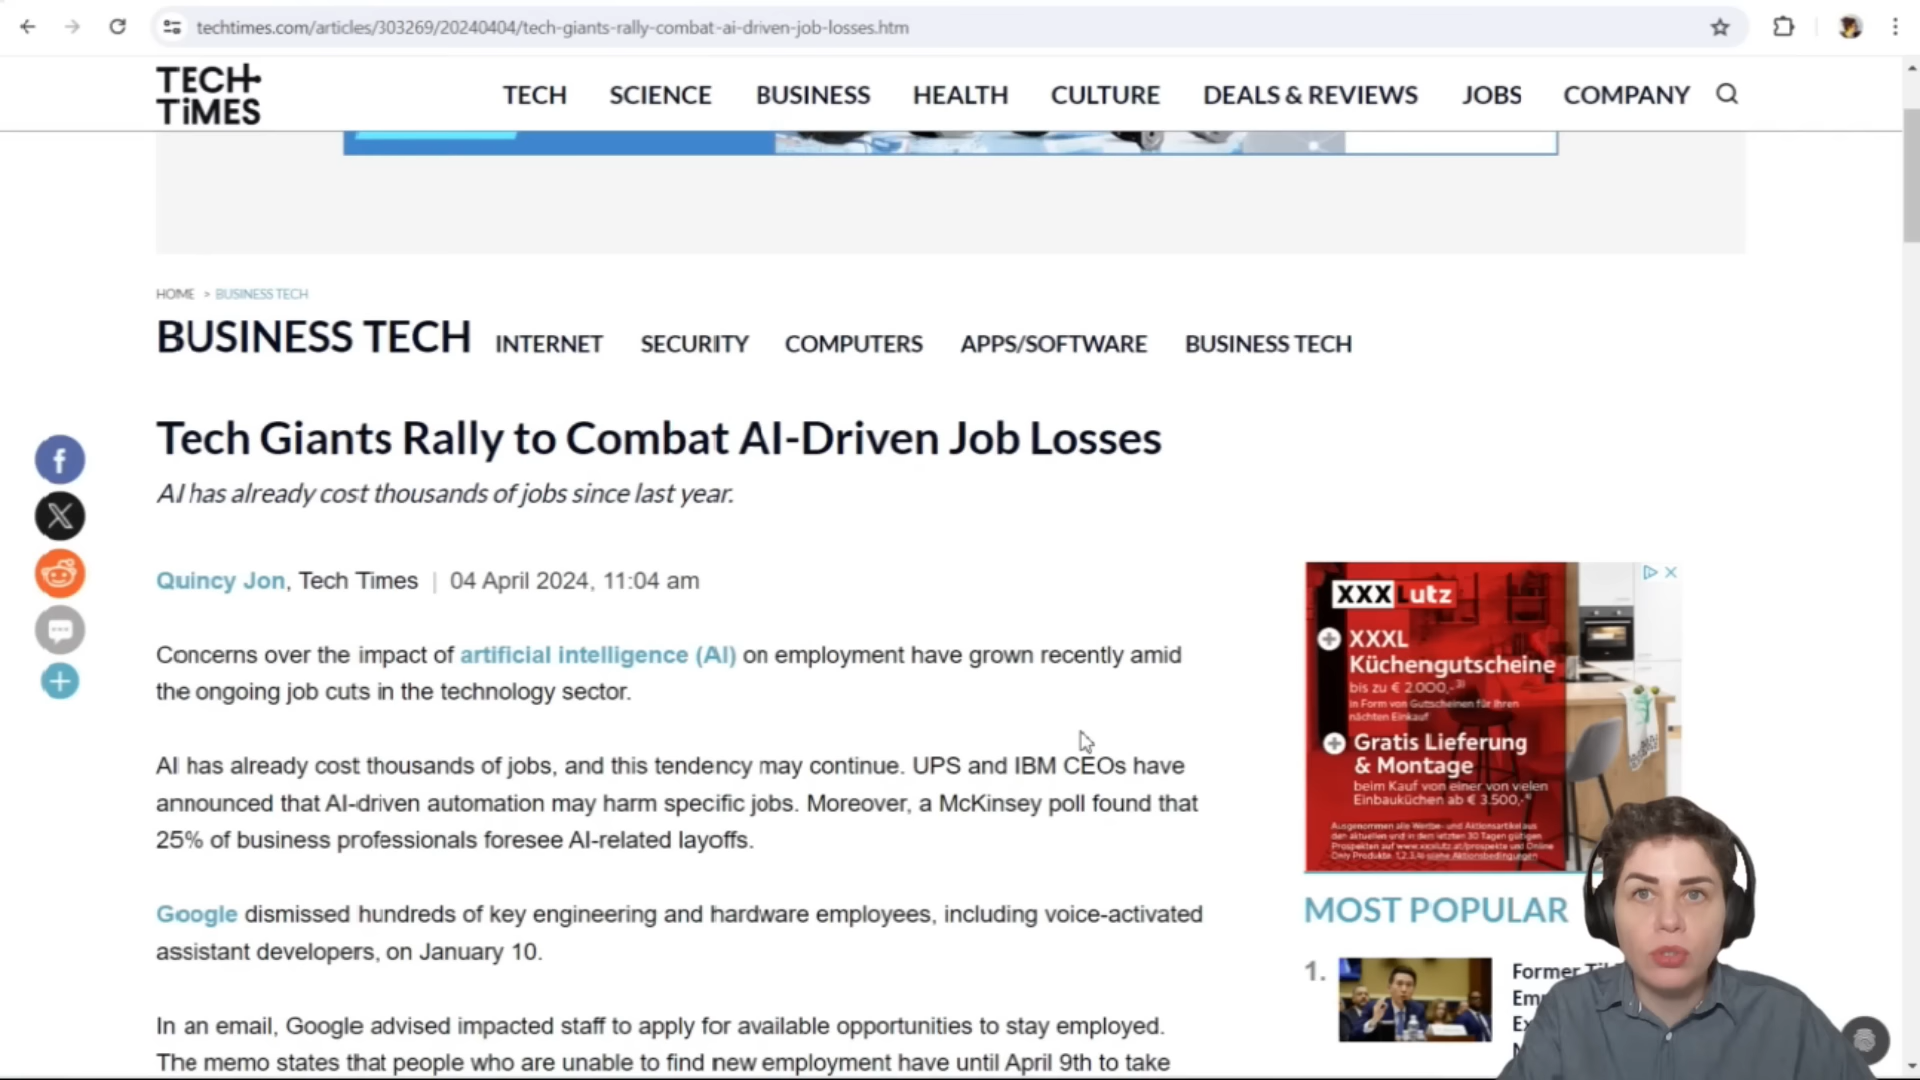 techtimes.com/articles/303269/20240404/tech-giants-rally-combat-ai-driven-job-losses.htm
TECH
TiMES
TECH SCIENCE BUSINESS HEALTH CULTURE DEALS & REVIEWS JOBS COMPANY
HOME > BUSINESS TECH
BUSINESS TECH INTERNET SECURITY COMPUTERS APPS/SOFTWARE BUSINESS TECH
Tech Giants Rally to Combat AI-Driven Job Losses
AI has already cost thousands of jobs since last year.
Quincy Jon, Tech Times | 04 April 2024, 11:04 am
Concerns over the impact of artificial intelligence (AI) on employment have grown recently amid
the ongoing job cuts in the technology sector.
AI has already cost thousands of jobs, and this tendency may continue. UPS and IBM CEOs have
announced that AI-driven automation may harm specific jobs. Moreover, a McKinsey poll found that
25% of business professionals foresee AI-related layoffs.
Google dismissed hundreds of key engineering and hardware employees, including voice-activated
assistant developers, on January 10.
In an email, Google advised impacted staff to apply for available opportunities to stay employed.
The memo states that people who are unable to find new employment have until April 9th to take
XXXLutz
XXXL
Küchengutscheine
bis zu € 2.000,-
in Form von Gutscheinen für Ihren
nächsten Einkauf
Gratis Lieferung
& Montage
beim Kauf von einer von vielen
Einbauküchen ab € 3.500,-
MOST POPULAR
1.
Former